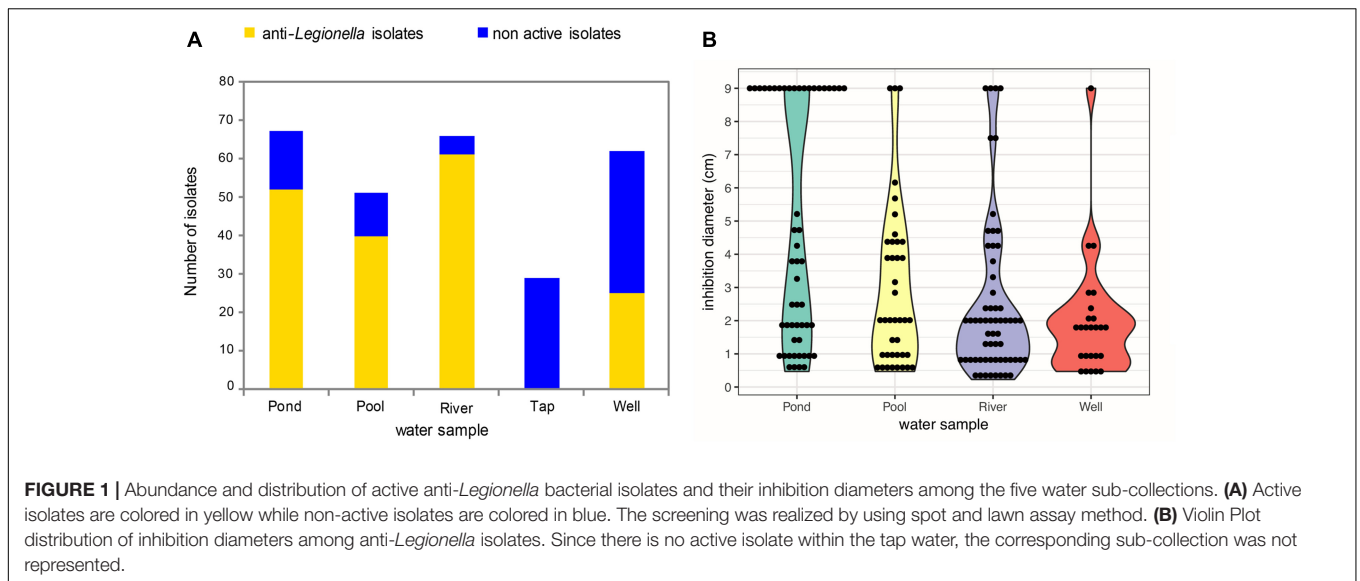 A
anti-Legionella isolates
non active isolates
Number of isolates
80
70
60
50
40
30
20
10
0
Pond
Pool
River
Tap
Well
water sample
B
inhibition diameter (cm)
9
8
7
6
5
4
3
2
1
0
Pond
Pool
River
Well
water sample
FIGURE 1 | Abundance and distribution of active anti-Legionella bacterial isolates and their inhibition diameters among the five water sub-collections. (A) Active
isolates are colored in yellow while non-active isolates are colored in blue. The screening was realized by using spot and lawn assay method. (B) Violin Plot
distribution of inhibition diameters among anti-Legionella isolates. Since there is no active isolate within the tap water, the corresponding sub-collection was not
represented.